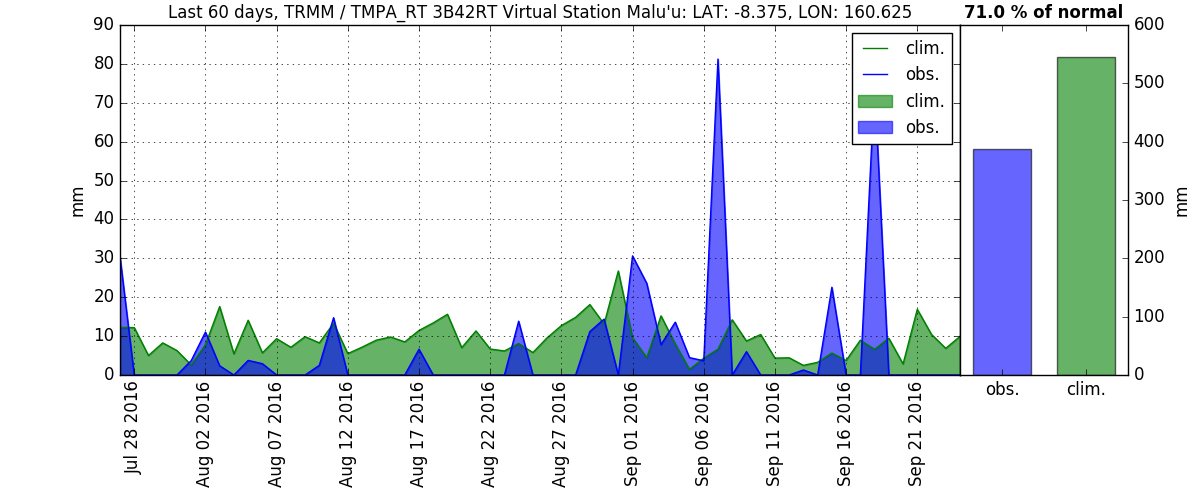 Last 60 days, TRMM / TMPA_RT 3B42RT Virtual Station Malu'u: LAT: -8.375, LON: 160.625
71.0 % of normal
90
80
70
60
50
40
30
20
10
0
mm
clim.
obs.
clim.
obs.
Jul 28 2016
Aug 02 2016
Aug 07 2016
Aug 12 2016
Aug 17 2016
Aug 22 2016
Aug 27 2016
Sep 01 2016
Sep 06 2016
Sep 11 2016
Sep 16 2016
Sep 21 2016
600
500
400
300
200
100
0
mm
obs.
clim.